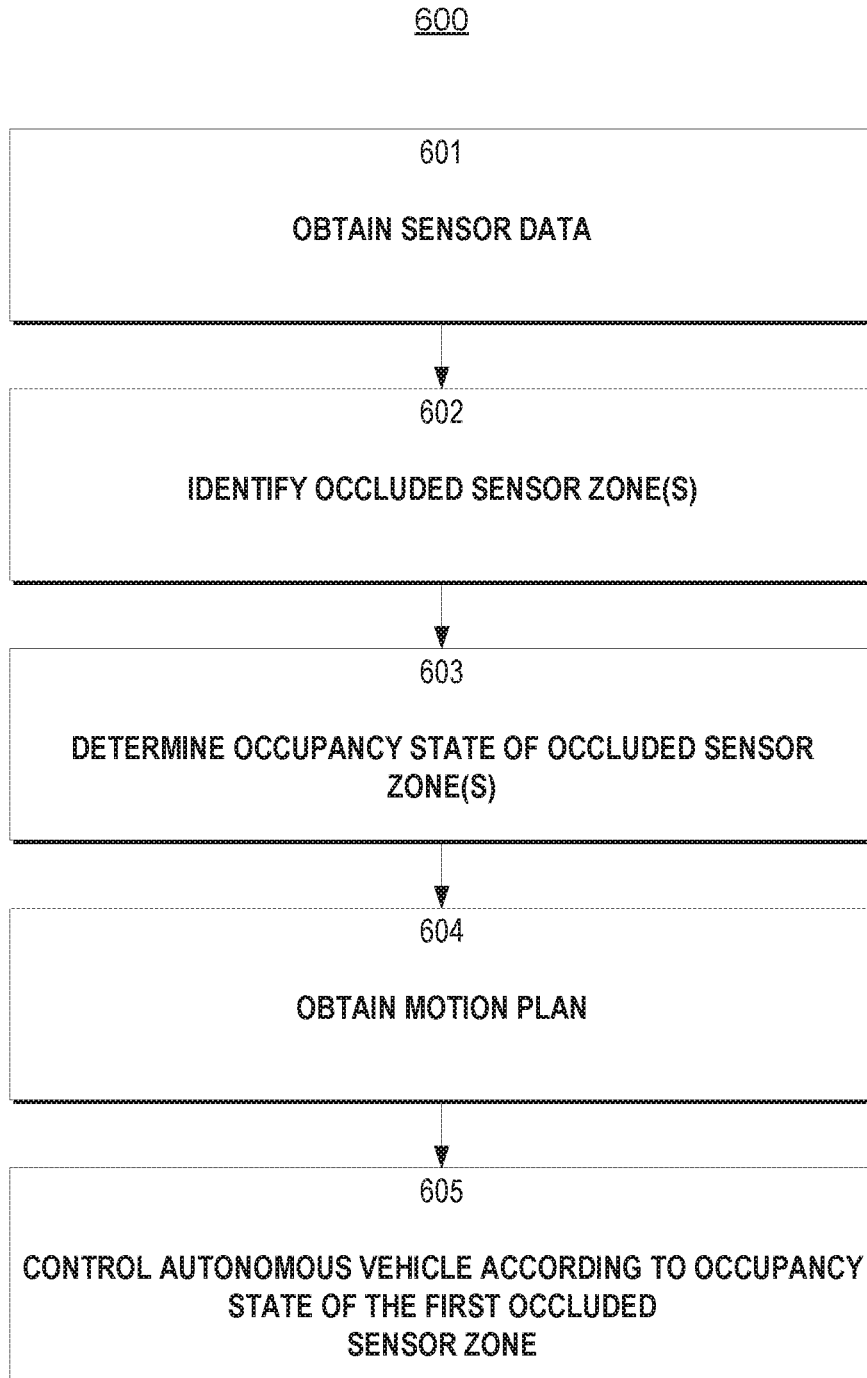 600
601
OBTAIN SENSOR DATA
602
IDENTIFY OCCLUDED SENSOR ZONE(S)
603
DETERMINE OCCUPANCY STATE OF OCCLUDED SENSOR
ZONE(S)
604
OBTAIN MOTION PLAN
605
CONTROL AUTONOMOUS VEHICLE ACCORDING TO OCCUPANCY
STATE OF THE FIRST OCCLUDED
SENSOR ZONE